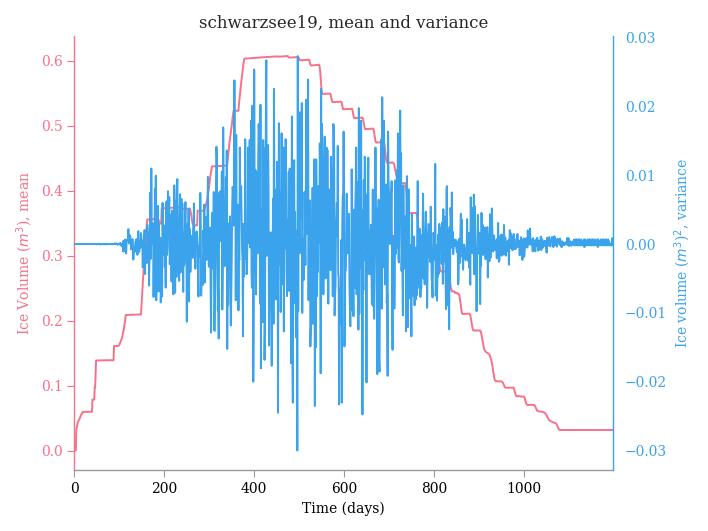 schwarzsee19, mean and variance
Ice Volume (m³), mean
0.6
0.5
0.4
0.3
0.2
0.1
0.0
0.03
0.02
0.01
0.00
−0.01
−0.02
−0.03
Ice volume (m³)², variance
0 200 400 600 800 1000
Time (days)